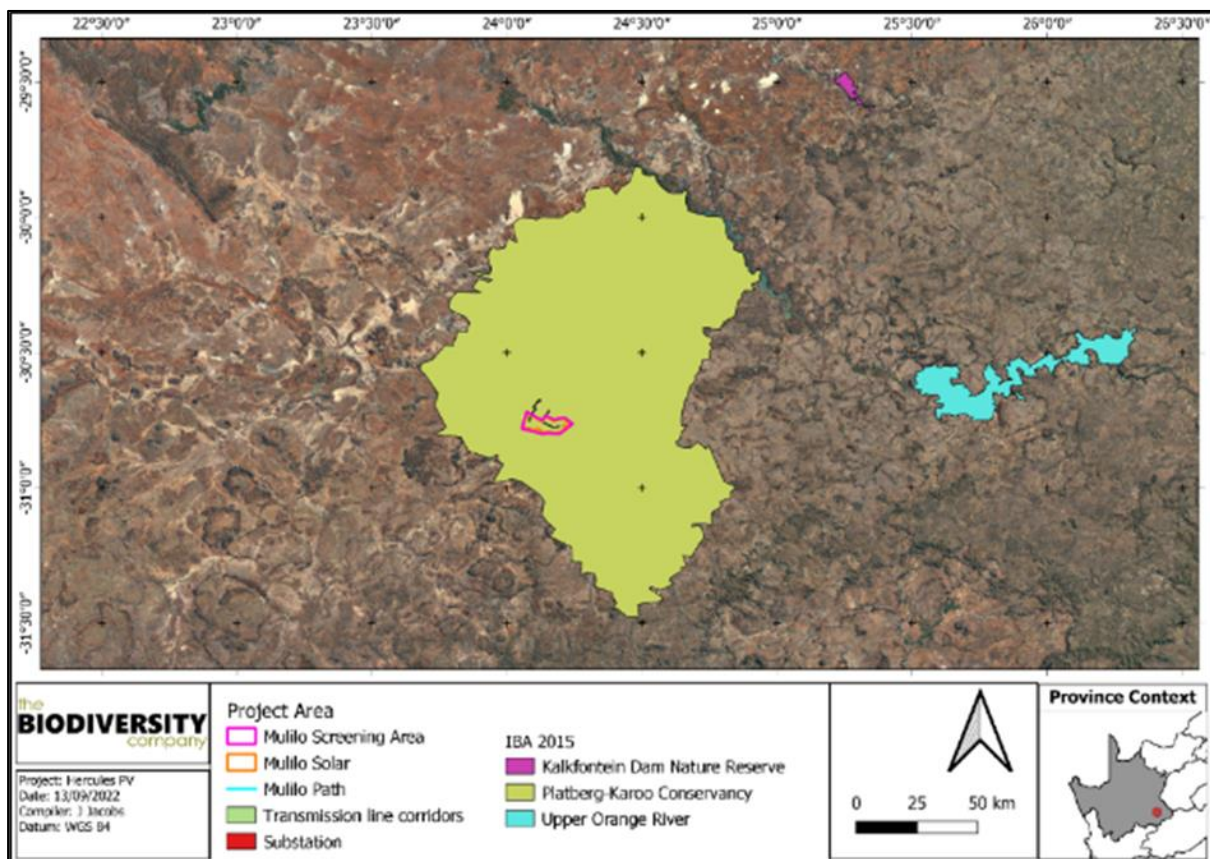 22°30'0" 23°0'0" 23°30'0" 24°0'0" 24°30'0" 25°0'0" 25°30'0" 26°0'0" 26°30'0"
-29°30'0"
-30°0'0"
-30°30'0"
-31°0'0"
-31°30'0"
the
BIODIVERSITY
company
Project: Hercules PV
Date: 13/09/2022
Compiler: J Jacobs
Datum: WGS 84
Project Area
Mulilo Screening Area
Mulilo Solar
Mulilo Path
Transmission line corridors
Substation
IBA 2015
Kalkfontein Dam Nature Reserve
Platberg-Karoo Conservancy
Upper Orange River
0 25 50 km
Province Context